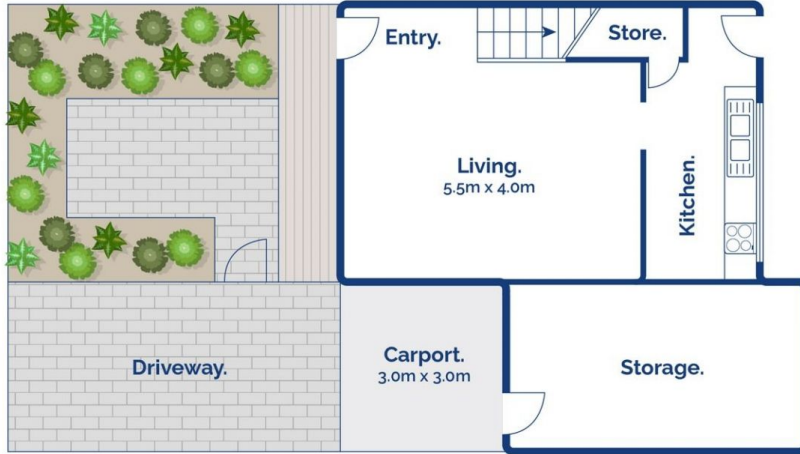 Entry.
Store.
Living.
5.5m x 4.0m
Kitchen.
Driveway.
Carport.
3.0m x 3.0m
Storage.